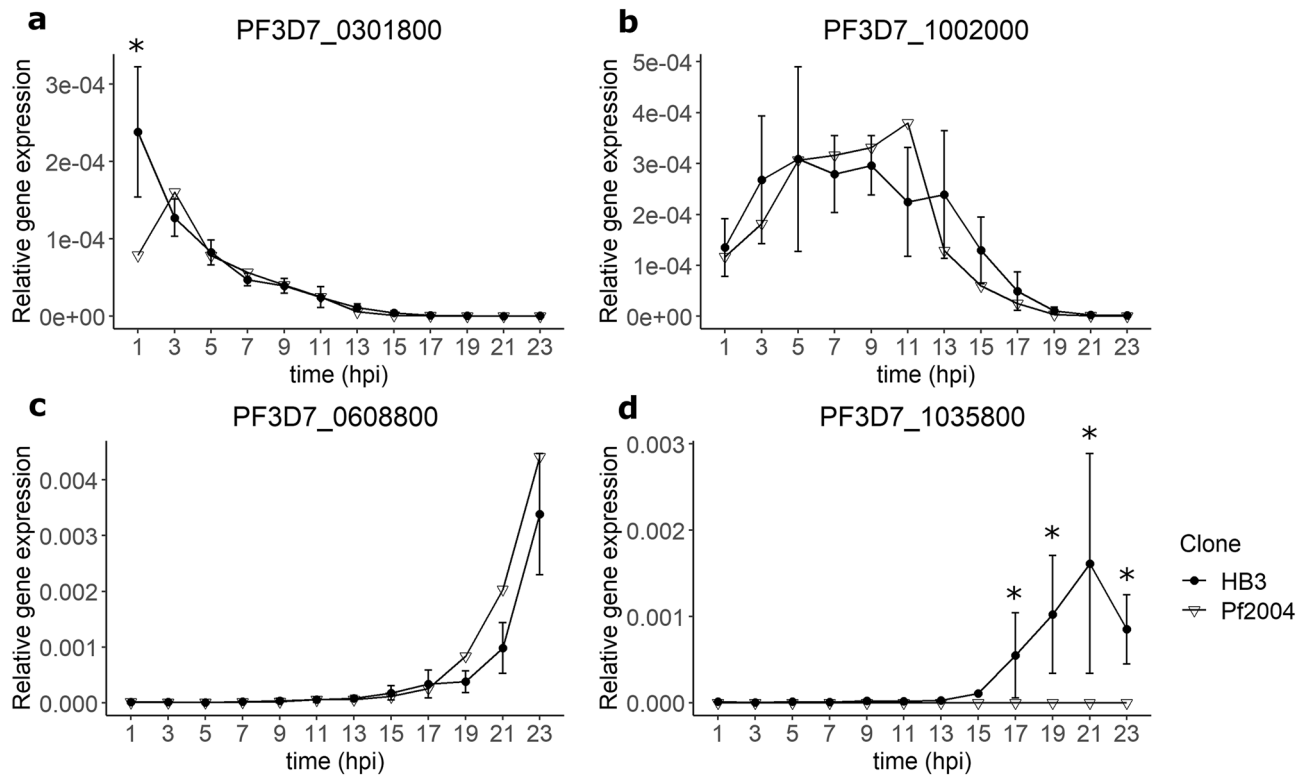 a
PF3D7_0301800
*
Relative gene expression
3e-04
2e-04
1e-04
0e+00
1 3 5 7 9 11 13 15 17 19 21 23
time (hpi)
b
PF3D7_1002000
Relative gene expression
5e-04
4e-04
3e-04
2e-04
1e-04
0e+00
1 3 5 7 9 11 13 15 17 19 21 23
time (hpi)
c
PF3D7_0608800
Relative gene expression
0.004
0.003
0.002
0.001
0.000
1 3 5 7 9 11 13 15 17 19 21 23
time (hpi)
d
PF3D7_1035800
* * * *
Relative gene expression
0.003
0.002
0.001
0.000
1 3 5 7 9 11 13 15 17 19 21 23
time (hpi)
Clone
HB3
Pf2004